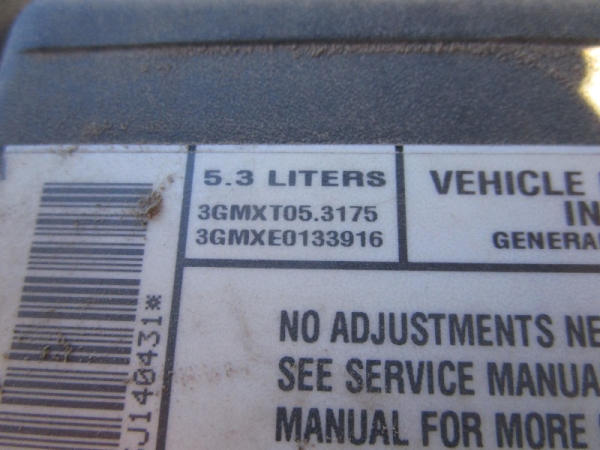 5.3 LITERS
3GMXT05.3175
3GMXE0133916
VEHICLE
IN
GENERA
NO ADJUSTMENTS NE
SEE SERVICE MANUA
MANUAL FOR MORE
J140431*